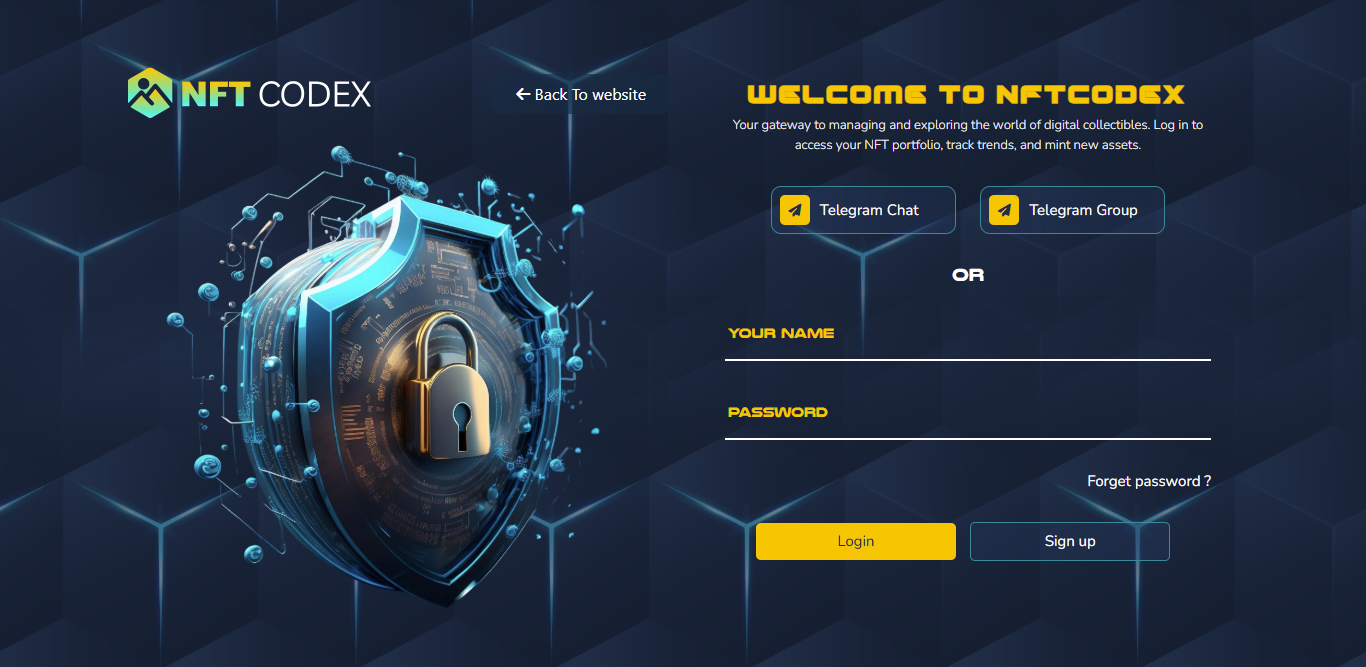 NFT CODEX
Back To website
WELCOME TO NFTCODEX
Your gateway to managing and exploring the world of digital collectibles. Log in to
access your NFT portfolio, track trends, and mint new assets.
Telegram Chat
Telegram Group
OR
YOUR NAME
PASSWORD
Forget password ?
Login
Sign up